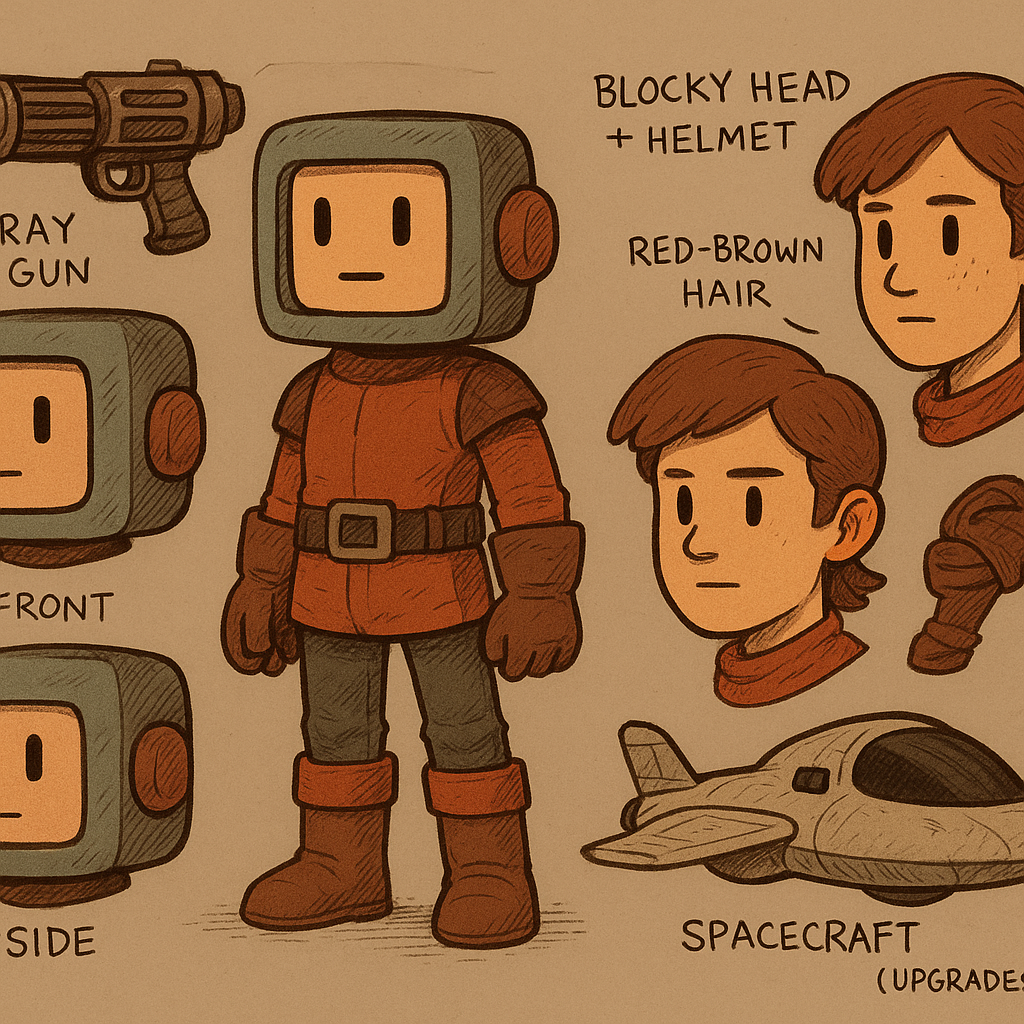 BLOCKY HEAD
+ HELMET
RAY
GUN
RED-BROWN
HAIR
FRONT
SIDE
SPACECRAFT
(UPGRADES